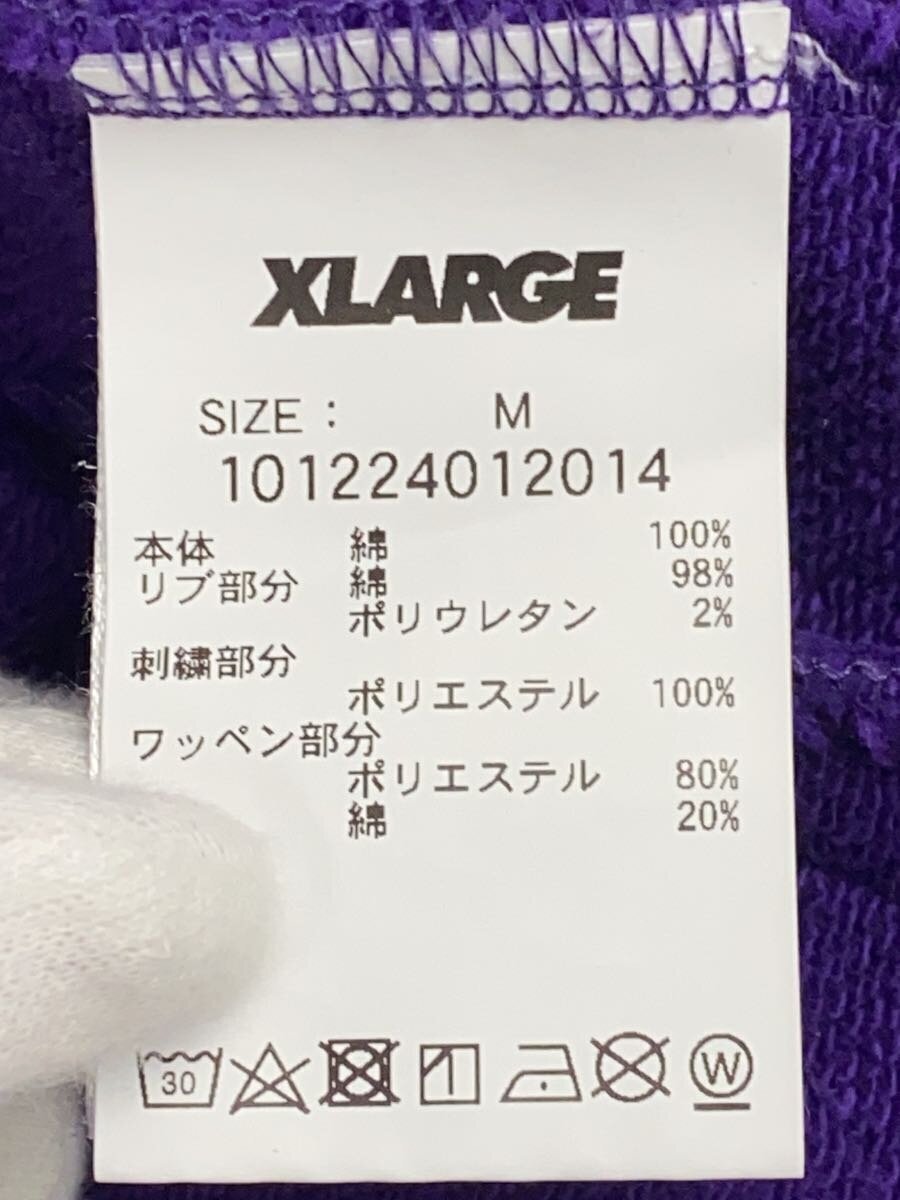 XLARGE
SIZE : M
101224012014
本体 綿 100%
リブ部分 綿 98%
ポリウレタン 2%
刺繍部分
ポリエステル 100%
ワッペン部分
ポリエステル 80%
綿 20%
30 W